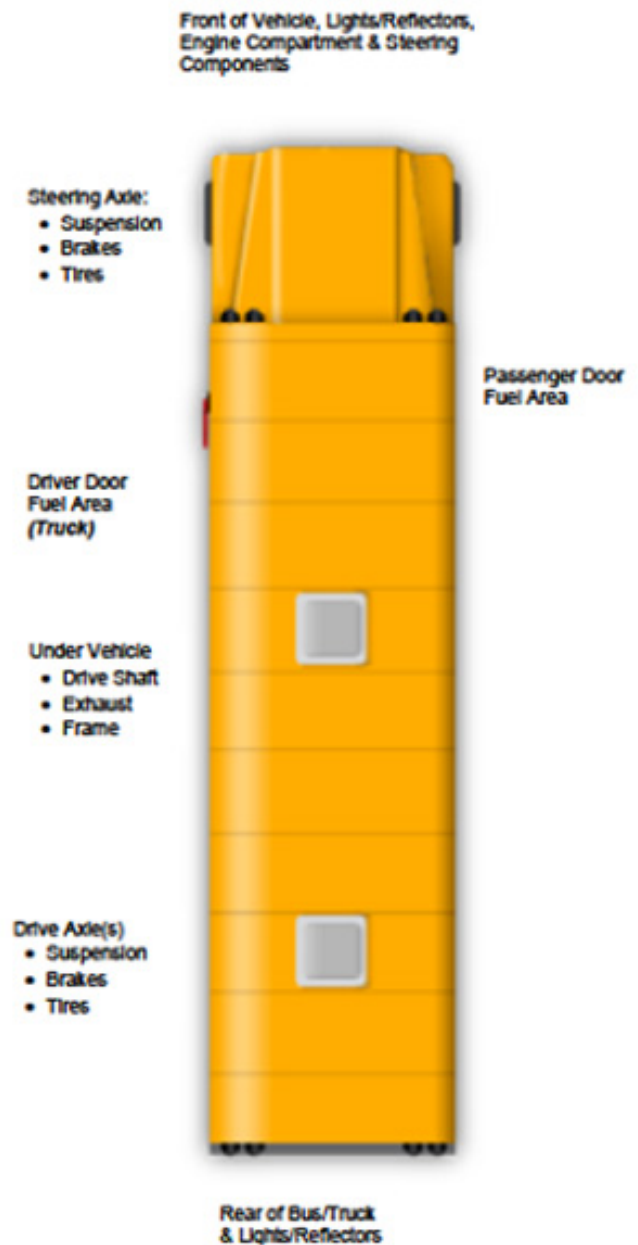 Front of Vehicle, Lights/Reflectors,
Engine Compartment & Steering
Components
Steering Axle:
• Suspension
• Brakes
• Tires
Passenger Door
Fuel Area
Driver Door
Fuel Area
(Truck)
Under Vehicle
• Drive Shaft
• Exhaust
• Frame
Drive Axle(s)
• Suspension
• Brakes
• Tires
Rear of Bus/Truck
& Lights/Reflectors